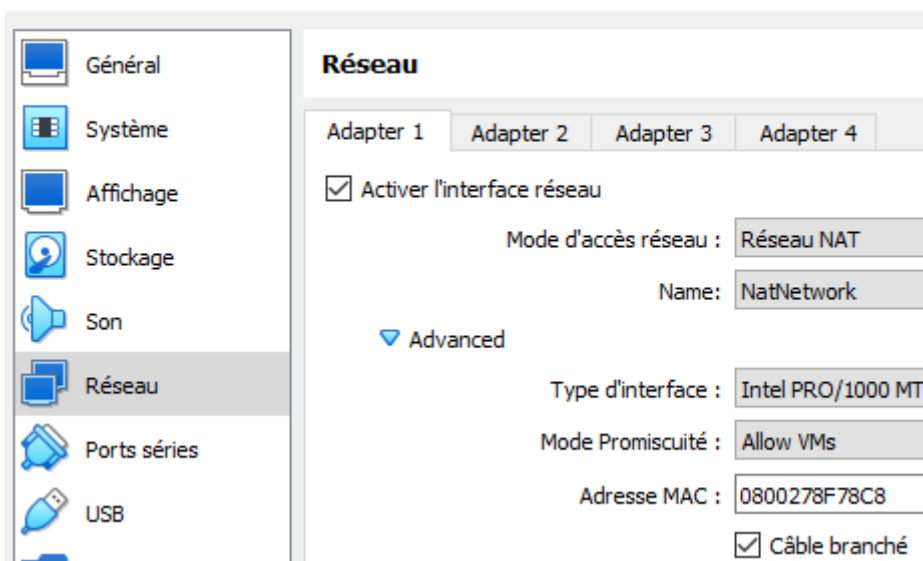 Général
Système
Affichage
Stockage
Son
Réseau
Ports séries
USB
Réseau
Adapter 1 Adapter 2 Adapter 3 Adapter 4
Activer l'interface réseau
Mode d'accès réseau : Réseau NAT
Name: NatNetwork
Advanced
Type d'interface : Intel PRO/1000 MT
Mode Promiscuité : Allow VMs
Adresse MAC : 0800278F78C8
Câble branché